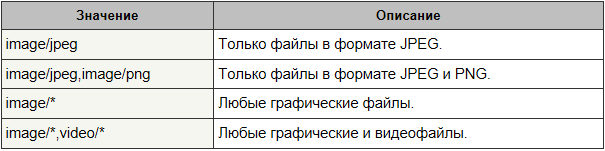 Значение Описание
image/jpeg Только файлы в формате JPEG.
image/jpeg,image/png Только файлы в формате JPEG и PNG.
image/* Любые графические файлы.
image/*,video/* Любые графические и видеофайлы.